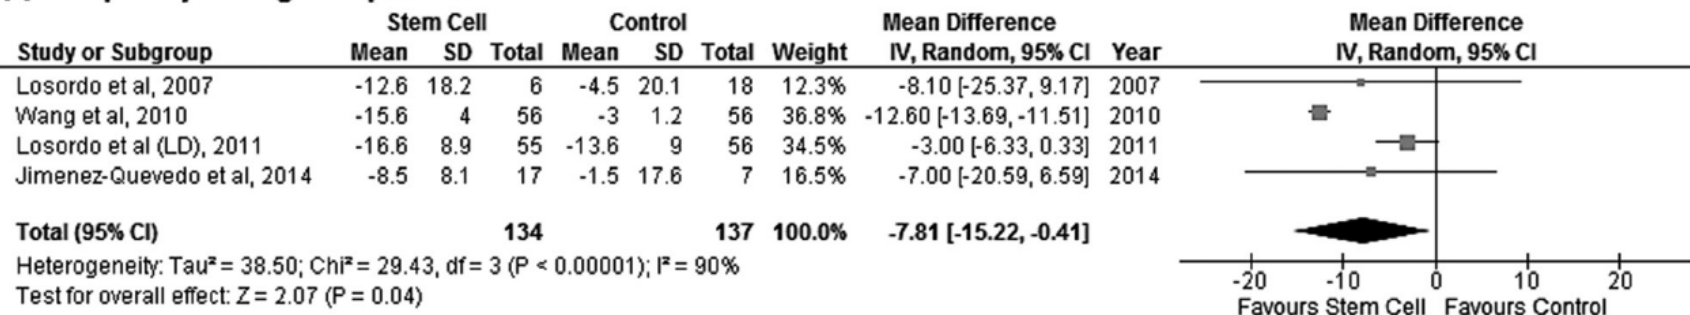 Stem Cell Control Mean Difference Mean Difference
Study or Subgroup Mean SD Total Mean SD Total Weight IV, Random, 95% CI Year IV, Random, 95% CI
Losordo et al, 2007 -12.6 18.2 6 -4.5 20.1 18 12.3% -8.10 [-25.37, 9.17] 2007
Wang et al, 2010 -15.6 4 56 -3 1.2 56 36.8% -12.60 [-13.69, -11.51] 2010
Losordo et al (LD), 2011 -16.6 8.9 55 -13.6 9 56 34.5% -3.00 [-6.33, 0.33] 2011
Jimenez-Quevedo et al, 2014 -8.5 8.1 17 -1.5 17.6 7 16.5% -7.00 [-20.59, 6.59] 2014
Total (95% CI) 134 137 100.0% -7.81 [-15.22, -0.41]
Heterogeneity: Tau² = 38.50; Chi² = 29.43, df = 3 (P < 0.00001); I² = 90%
Test for overall effect: Z = 2.07 (P = 0.04)
-20 -10 0 10 20
Favours Stem Cell Favours Control